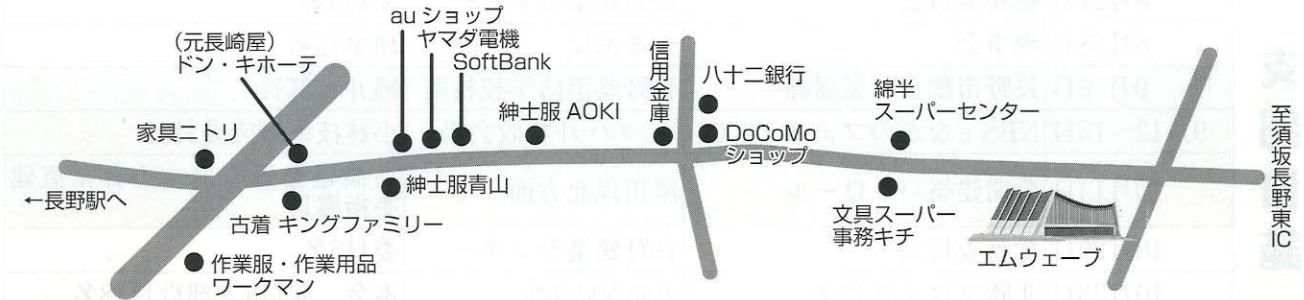 (元長崎屋)
ドン・キホーテ
auショップ
ヤマダ電機
SoftBank
信用金庫
八十二銀行
綿半
スーパーセンター
家具ニトリ
紳士服 AOKI
DoCoMo
ショップ
至須坂長野東IC
←長野駅へ
紳士服青山
古着 キングファミリー
文具スーパー
事務キチ
エムウェーブ
作業服・作業用品
ワークマン